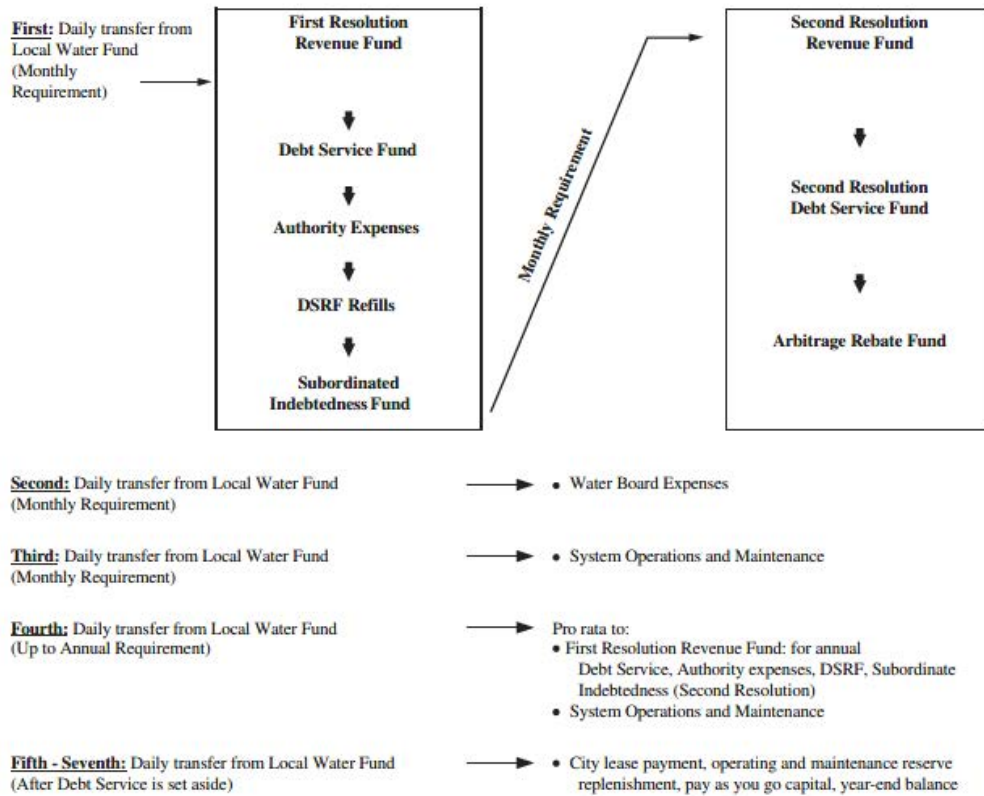 First: Daily transfer from
Local Water Fund
(Monthly
Requirement)
First Resolution
Revenue Fund
Debt Service Fund
Authority Expenses
DSRF Refills
Subordinated
Indebtedness Fund
Monthly Requirement
Second Resolution
Revenue Fund
Second Resolution
Debt Service Fund
Arbitrage Rebate Fund
Second: Daily transfer from Local Water Fund
(Monthly Requirement)
• Water Board Expenses
Third: Daily transfer from Local Water Fund
(Monthly Requirement)
• System Operations and Maintenance
Fourth: Daily transfer from Local Water Fund
(Up to Annual Requirement)
Pro rata to:
• First Resolution Revenue Fund: for annual
Debt Service, Authority expenses, DSRF, Subordinate
Indebtedness (Second Resolution)
• System Operations and Maintenance
Fifth - Seventh: Daily transfer from Local Water Fund
(After Debt Service is set aside)
• City lease payment, operating and maintenance reserve
replenishment, pay as you go capital, year-end balance